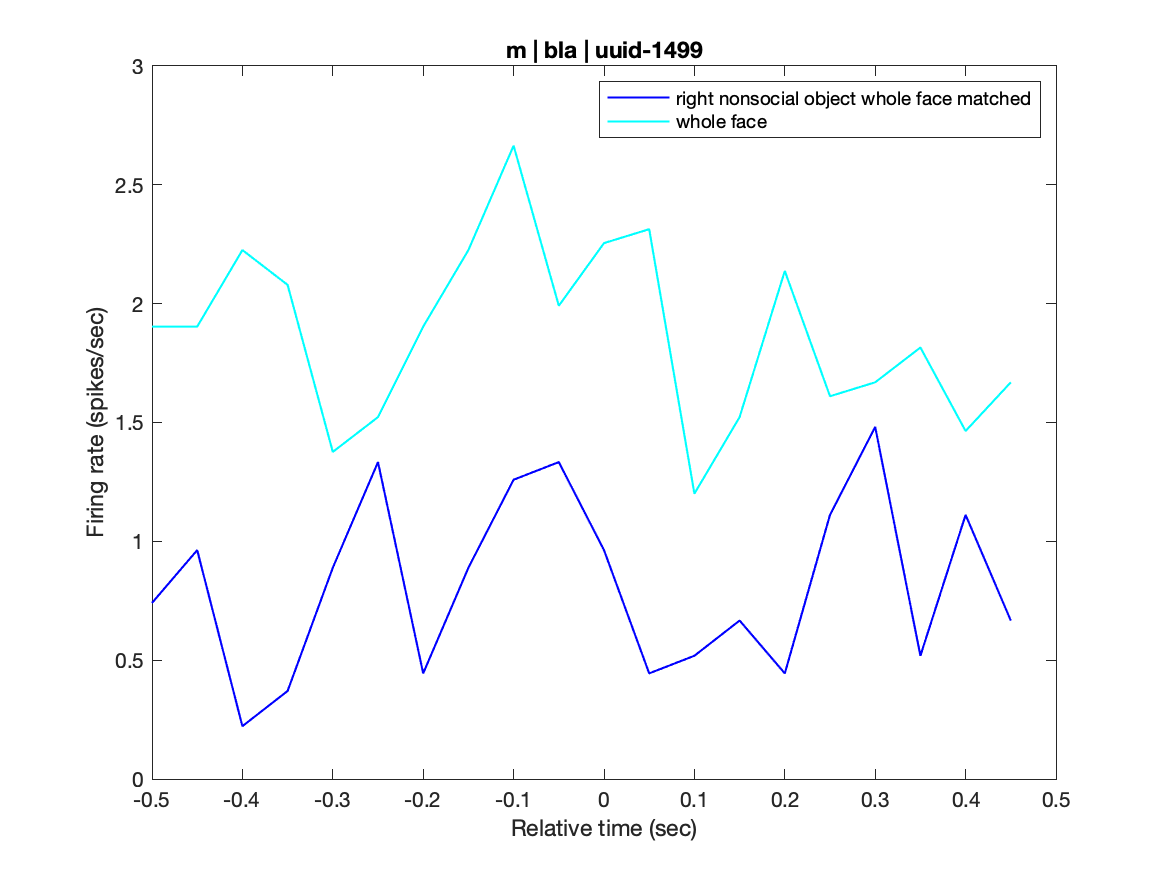 m | bla | uuid-1499
right nonsocial object whole face matched
whole face
3
2.5
2
1.5
1
0.5
0
Firing rate (spikes/sec)
-0.5 -0.4 -0.3 -0.2 -0.1 0 0.1 0.2 0.3 0.4 0.5
Relative time (sec)